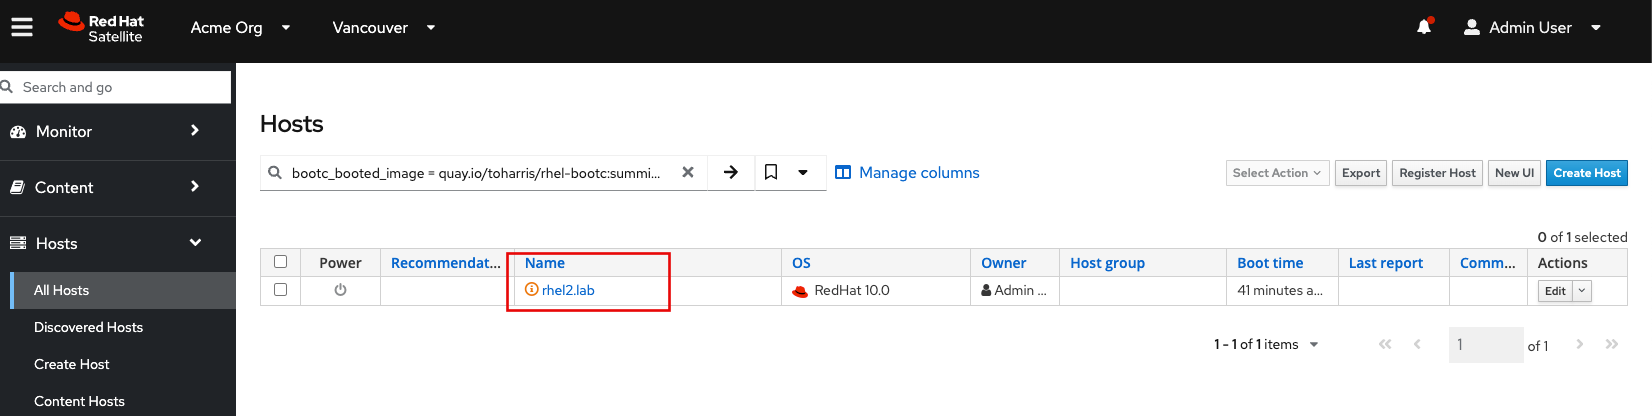 Red Hat
Satellite
Acme Org
Vancouver
Admin User
Search and go
Monitor
Content
Hosts
All Hosts
Discovered Hosts
Create Host
Content Hosts
Hosts
bootc_booted_image = quay.io/toharris/rhel-bootc:summi...
Manage columns
Select Action
Export
Register Host
New UI
Create Host
0 of 1 selected
Power Recommendat... Name OS Owner Host group Boot time Last report Comm... Actions
rhel2.lab RedHat 10.0 Admin ... 41 minutes a... Edit
1 - 1 of 1 items
1 of 1